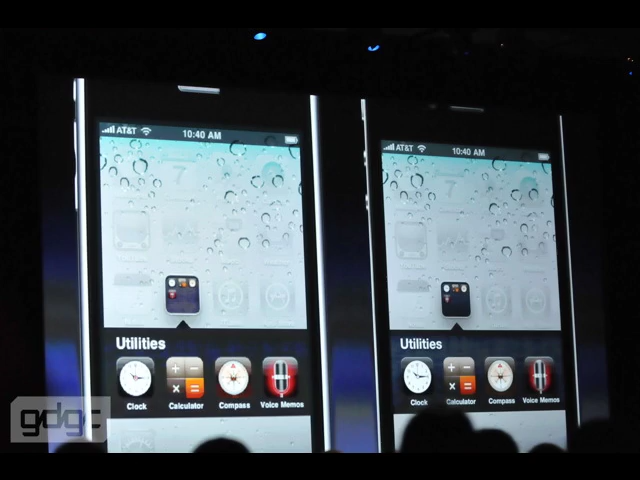 AT&T 10:40 AM
Utilities
Clock Calculator Compass Voice Memos
AT&T 10:40 AM
Utilities
Clock Calculator Compass Voice Memos
gdgt